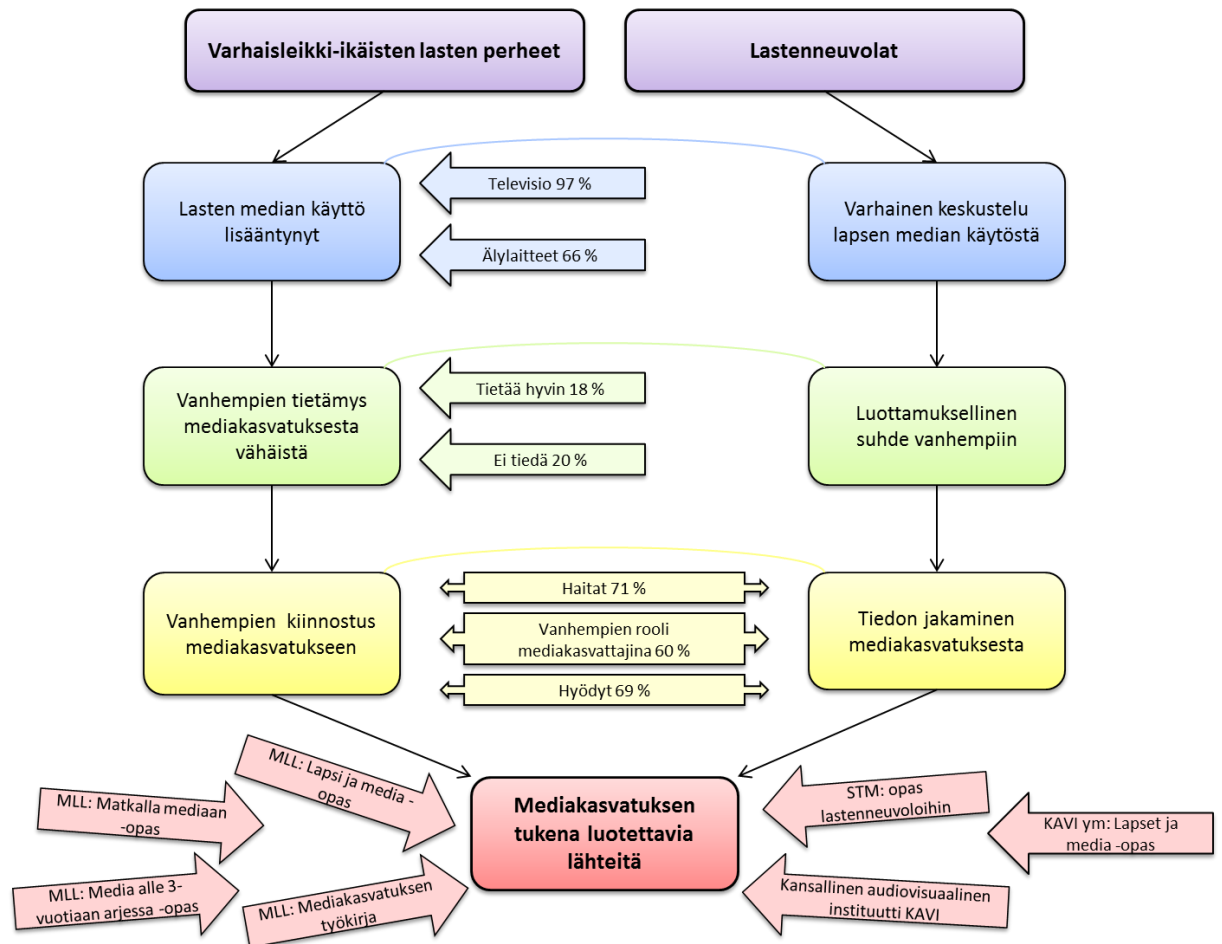 Varhaisleikki-ikäisten lasten perheet
Lastenneuvolat
Lasten median käyttö
lisääntynyt
Televisio 97 %
Älylaitteet 66 %
Varhainen keskustelu
lapsen median käytöstä
Vanhempien tietämys
mediakasvatuksesta
vähäistä
Tietää hyvin 18 %
Ei tiedä 20 %
Luottamuksellinen
suhde vanhempiin
Vanhempien kiinnostus
mediakasvatukseen
Haitat 71 %
Vanhempien rooli
mediakasvattajina 60 %
Hyödyt 69 %
Tiedon jakaminen
mediakasvatuksesta
MLL: Matkalla mediaan
-opas
MLL: Lapsi ja media -
opas
MLL: Media alle 3-
vuotiaan arjessa -opas
MLL: Mediakasvatuksen
työkirja
Mediakasvatuksen
tukena luotettavia
lähteitä
STM: opas
lastenneuvoloihin
KAVI ym: Lapset ja
media -opas
Kansallinen audiovisuaalinen
instituutti KAVI